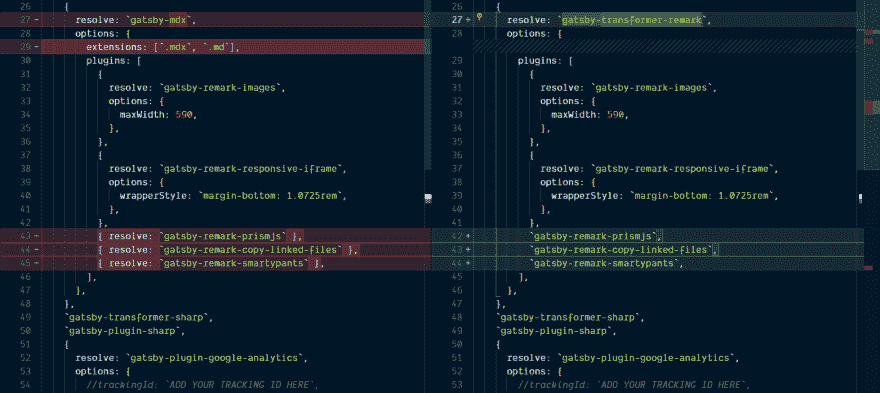 26 {
27 - resolve: `gatsby-mdx`,
28 options: {
29 - extensions: [`.mdx`, `.md`],
30 plugins: [
31 {
32 resolve: `gatsby-remark-images`,
33 options: {
34 maxWidth: 590,
35 },
36 },
37 {
38 resolve: `gatsby-remark-responsive-iframe`,
39 options: {
40 wrapperStyle: `margin-bottom: 1.0725rem`,
41 },
42 },
43 - { resolve: `gatsby-remark-prismjs` },
44 - { resolve: `gatsby-remark-copy-linked-files` },
45 - { resolve: `gatsby-remark-smartypants` },
46 ],
47 },
48 },
49 `gatsby-transformer-sharp`,
50 `gatsby-plugin-sharp`,
51 {
52 resolve: `gatsby-plugin-google-analytics`,
53 options: {
54 //trackingId: `ADD YOUR TRACKING ID HERE`,
26 {
27 + resolve: `gatsby-transformer-remark`,
28 options: {
29 plugins: [
30 {
31 resolve: `gatsby-remark-images`,
32 options: {
33 maxWidth: 590,
34 },
35 },
36 {
37 resolve: `gatsby-remark-responsive-iframe`,
38 options: {
39 wrapperStyle: `margin-bottom: 1.0725rem`,
40 },
41 },
42 + `gatsby-remark-prismjs`,
43 + `gatsby-remark-copy-linked-files`,
44 + `gatsby-remark-smartypants`,
45 ],
46 },
47 },
48 `gatsby-transformer-sharp`,
49 `gatsby-plugin-sharp`,
50 {
51 resolve: `gatsby-plugin-google-analytics`,
52 options: {
53 //trackingId: `ADD YOUR TRACKING ID HERE`,